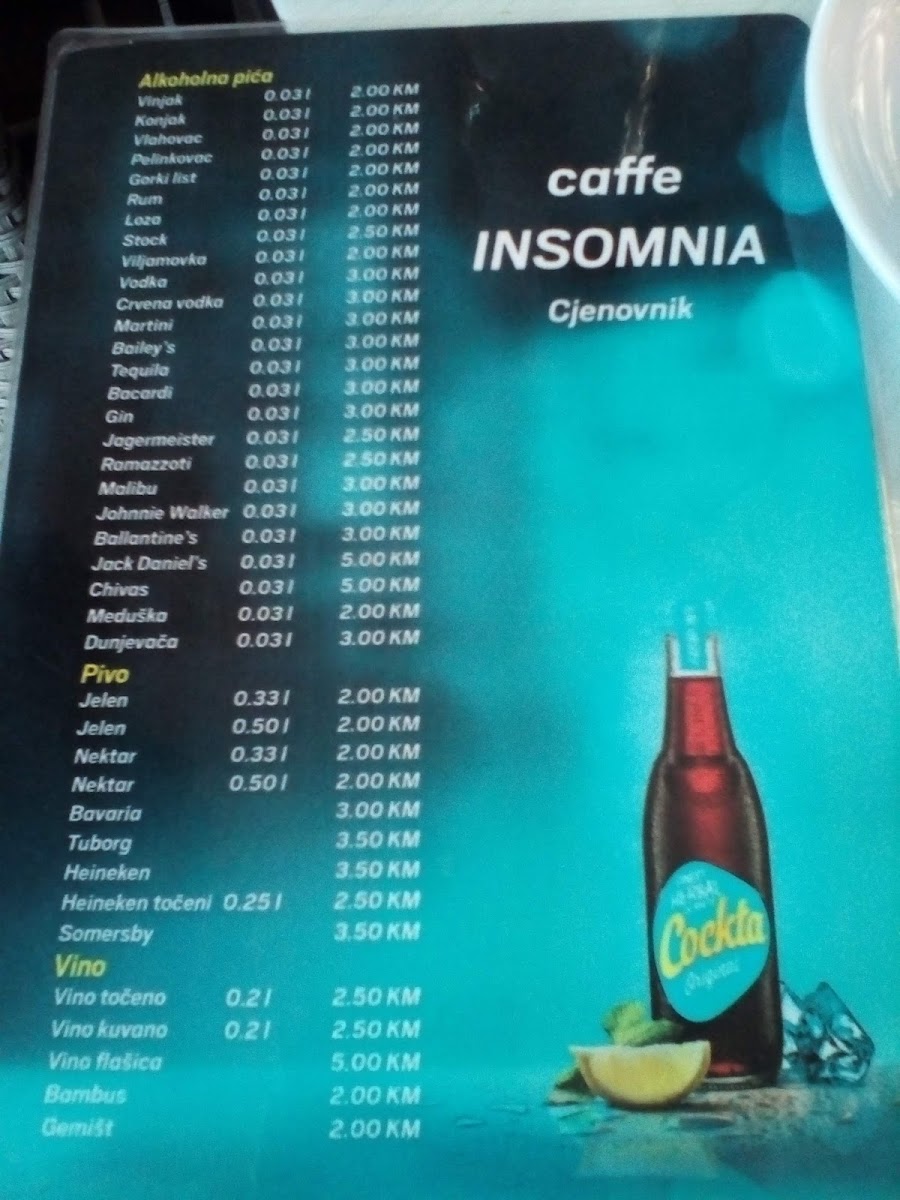 Alkoholna pića
Vinjak 0.03 l 2.00 KM
Konjak 0.03 l 2.00 KM
Vlahovac 0.03 l 2.00 KM
Pelinkovac 0.03 l 2.00 KM
Gorki list 0.03 l 2.00 KM
Rum 0.03 l 2.00 KM
Loza 0.03 l 2.00 KM
Stock 0.03 l 2.50 KM
Viljamovka 0.03 l 2.00 KM
Vodka 0.03 l 3.00 KM
Crvena vodka 0.03 l 3.00 KM
Martini 0.03 l 3.00 KM
Bailey's 0.03 l 3.00 KM
Tequila 0.03 l 3.00 KM
Bacardi 0.03 l 3.00 KM
Gin 0.03 l 3.00 KM
Jagermeister 0.03 l 2.50 KM
Ramazzoti 0.03 l 2.50 KM
Malibu 0.03 l 3.00 KM
Johnnie Walker 0.03 l 3.00 KM
Ballantine's 0.03 l 3.00 KM
Jack Daniel's 0.03 l 5.00 KM
Chivas 0.03 l 5.00 KM
Meduška 0.03 l 2.00 KM
Dunjevača 0.03 l 3.00 KM
Pivo
Jelen 0.33 l 2.00 KM
Jelen 0.50 l 2.00 KM
Nektar 0.33 l 2.00 KM
Nektar 0.50 l 2.00 KM
Bavaria 3.00 KM
Tuborg 3.50 KM
Heineken 3.50 KM
Heineken točeni 0.25 l 2.50 KM
Somersby 3.50 KM
Vino
Vino točeno 0.2 l 2.50 KM
Vino kuvano 0.2 l 2.50 KM
Vino flašica 5.00 KM
Bambus 2.00 KM
Gemišt 2.00 KM
caffe
INSOMNIA
Cjenovnik
HERBAL
Cockta
Original